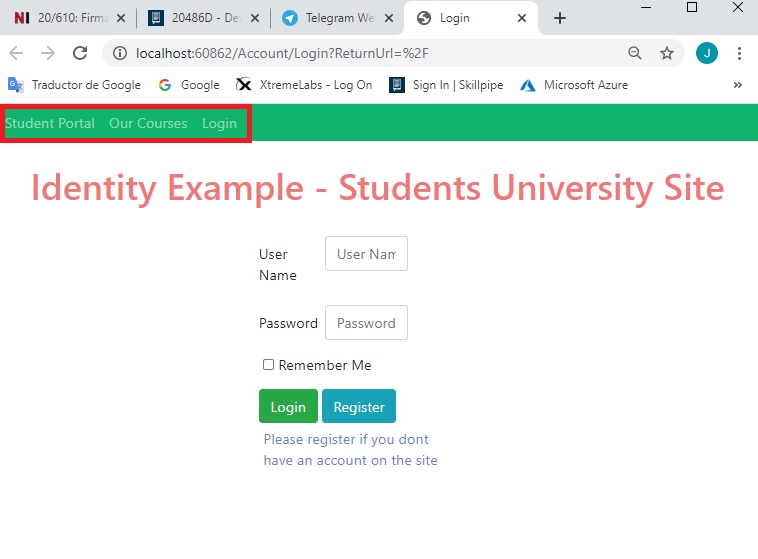 NI 20/610: Firma
20486D - Dev
Telegram We
Login
localhost:60862/Account/Login?ReturnUrl=%2F
J
Traductor de Google
Google
XtremeLabs - Log On
Sign In | Skillpipe
Microsoft Azure
»
Student Portal Our Courses Login
Identity Example - Students University Site
User Name
User Nam
Password
Password
Remember Me
Login
Register
Please register if you dont
have an account on the site